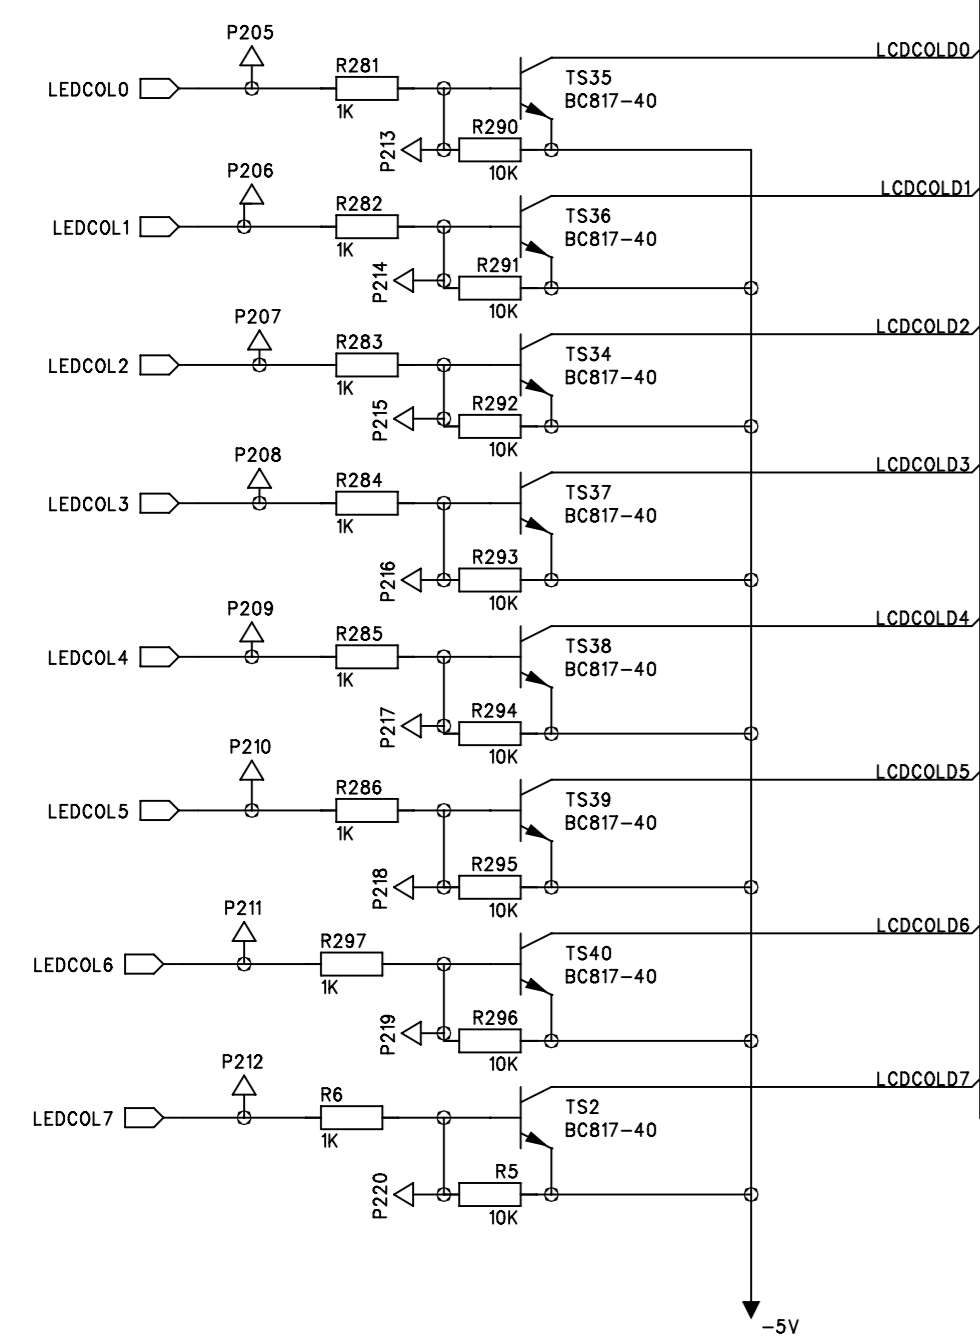 P205
LCDCOLD0
R281
TS35
LEDCOL0
BC817-40
1K
R290
P213
10K
P206
LCDCOLD1
R282
TS36
LEDCOL1
BC817-40
1K
R291
P214
10K
P207
LCDCOLD2
R283
TS34
LEDCOL2
BC817-40
1K
R292
P215
10K
P208
LCDCOLD3
R284
TS37
LEDCOL3
BC817-40
1K
R293
P216
10K
P209
LCDCOLD4
R285
TS38
LEDCOL4
BC817-40
1K
R294
P217
10K
P210
LCDCOLD5
R286
TS39
LEDCOL5
BC817-40
1K
R295
P218
10K
P211
LCDCOLD6
R297
TS40
LEDCOL6
BC817-40
1K
R296
P219
10K
P212
LCDCOLD7
R6
TS2
LEDCOL7
BC817-40
1K
R5
P220
10K
-5V